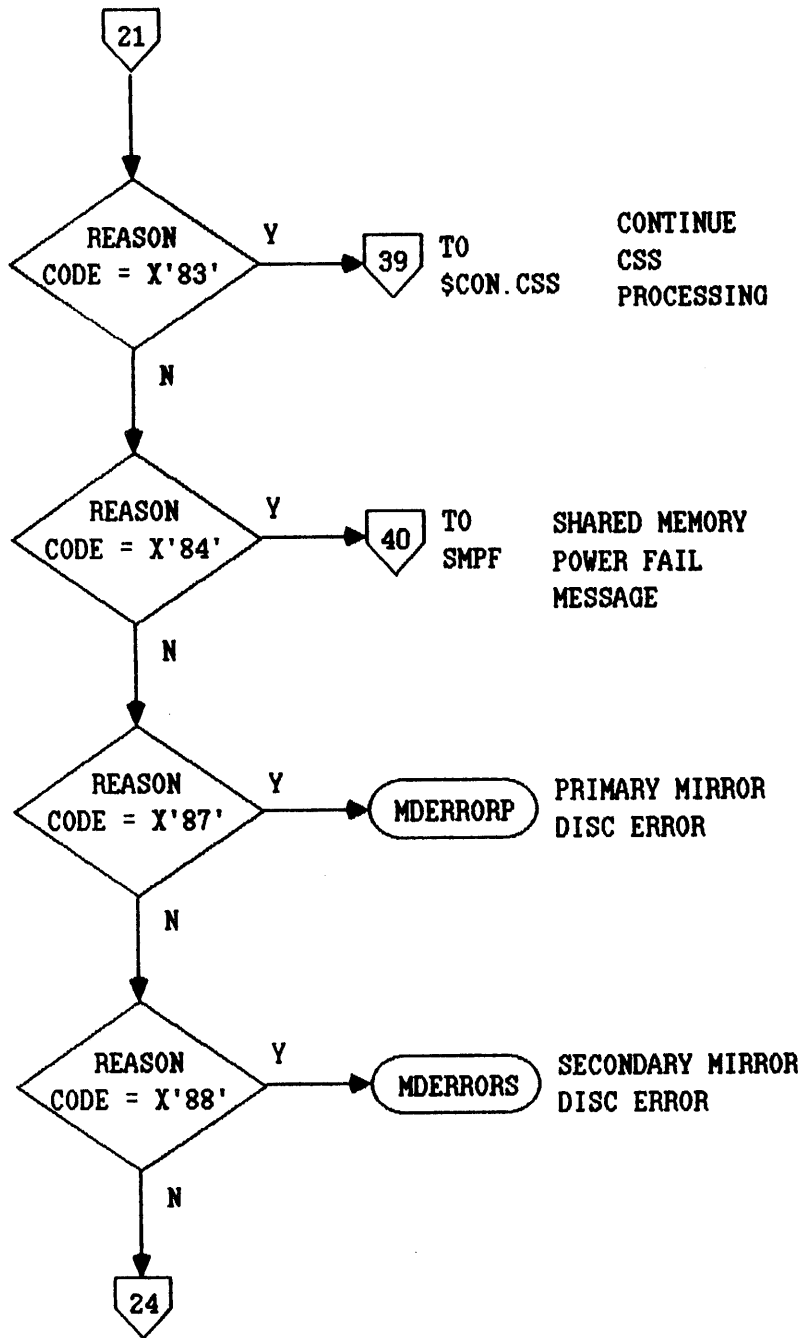 21
REASON
CODE = X'83'
Y
39
TO
$CON.CSS
CONTINUE
CSS
PROCESSING
N
REASON
CODE = X'84'
Y
40
TO
SMPF
SHARED MEMORY
POWER FAIL
MESSAGE
N
REASON
CODE = X'87'
Y
MDERRORP
PRIMARY MIRROR
DISC ERROR
N
REASON
CODE = X'88'
Y
MDERRORS
SECONDARY MIRROR
DISC ERROR
N
24